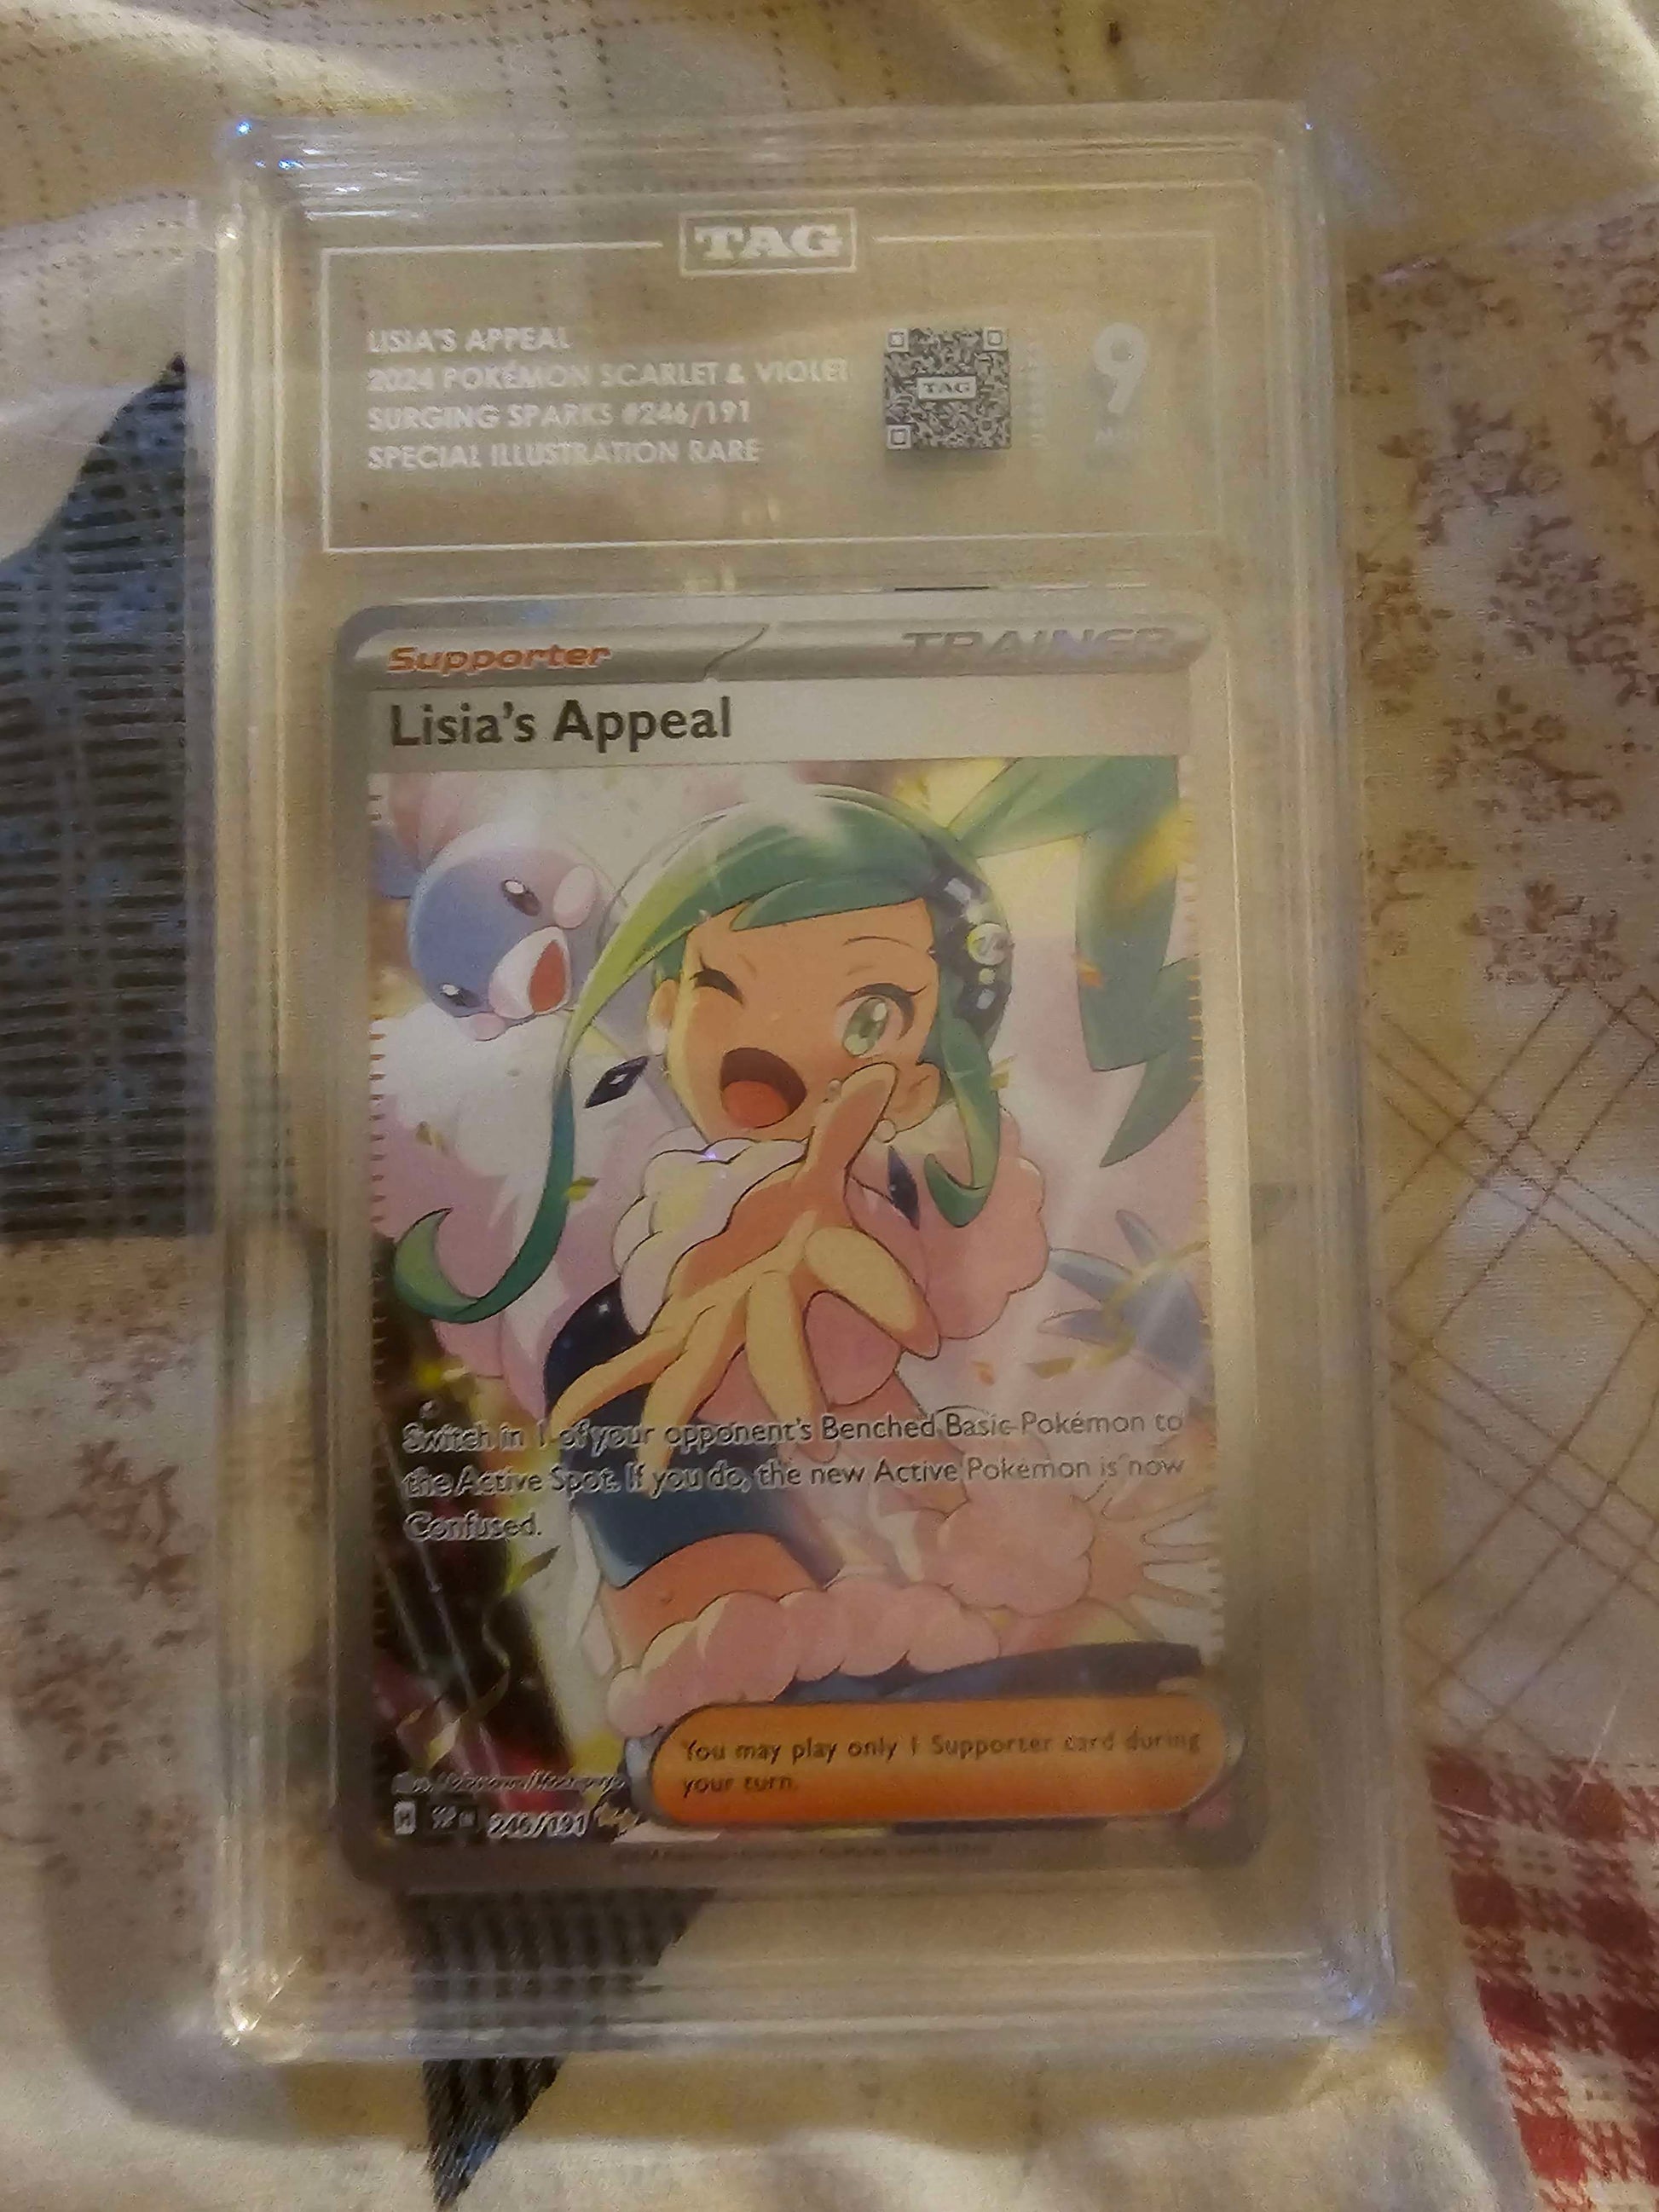 TAG
LISIA'S APPEAL
2024 POKÉMON SCARLET & VIOLET
SURGING SPARKS #246/191
SPECIAL ILLUSTRATION RARE
TAG
9
Supporter
TRAINER
Lisia's Appeal
Switch in 1 of your opponent's Benched Basic Pokémon to
the Active Spot. If you do, the new Active Pokémon is now
Confused.
You may play only 1 Supporter card during
your turn.
H
246/191